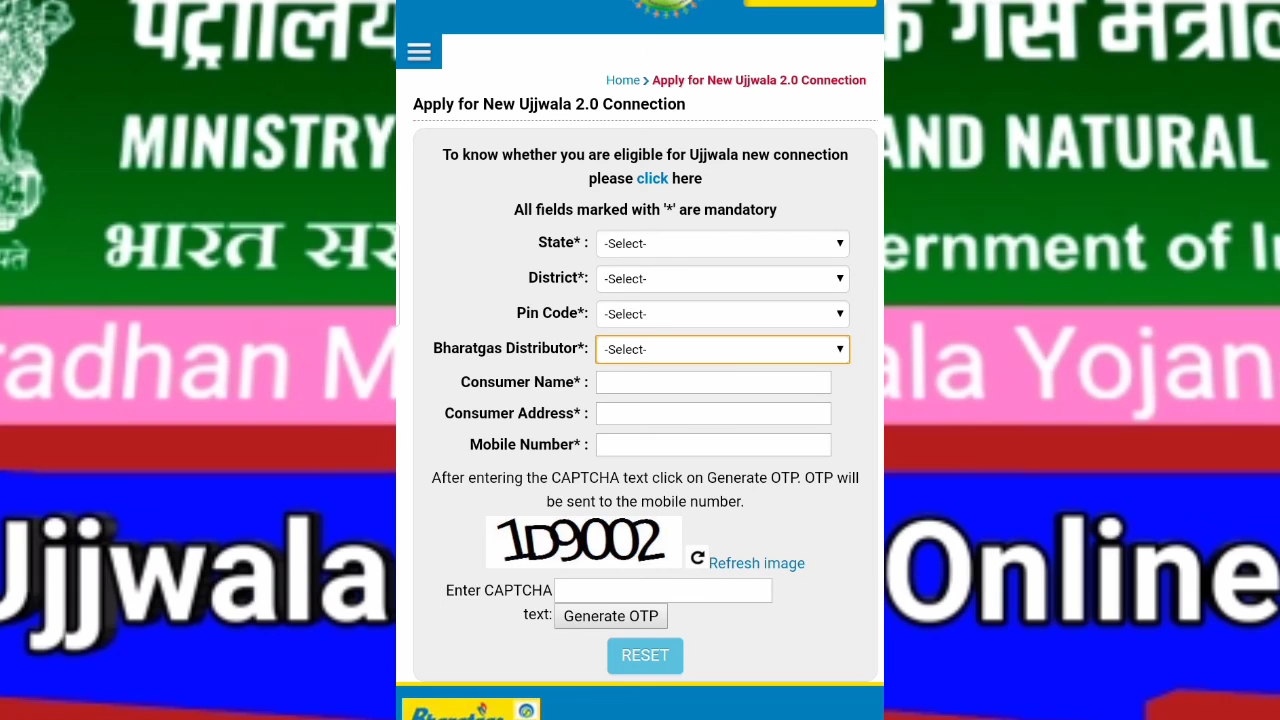 पेट्रोलिय
क गैस मंत्राल
MINISTRY
AND NATURAL
भारत सर
ernment of I
radhan M
ala Yojan
Ujjwala
Online
Home > Apply for New Ujjwala 2.0 Connection
Apply for New Ujjwala 2.0 Connection
To know whether you are eligible for Ujjwala new connection
please click here
All fields marked with '*' are mandatory
State* : -Select-
District*: -Select-
Pin Code*: -Select-
Bharatgas Distributor*: -Select-
Consumer Name* :
Consumer Address* :
Mobile Number* :
After entering the CAPTCHA text click on Generate OTP. OTP will
be sent to the mobile number.
1D9002
Refresh image
Enter CAPTCHA
text: Generate OTP
RESET
Bharatgas